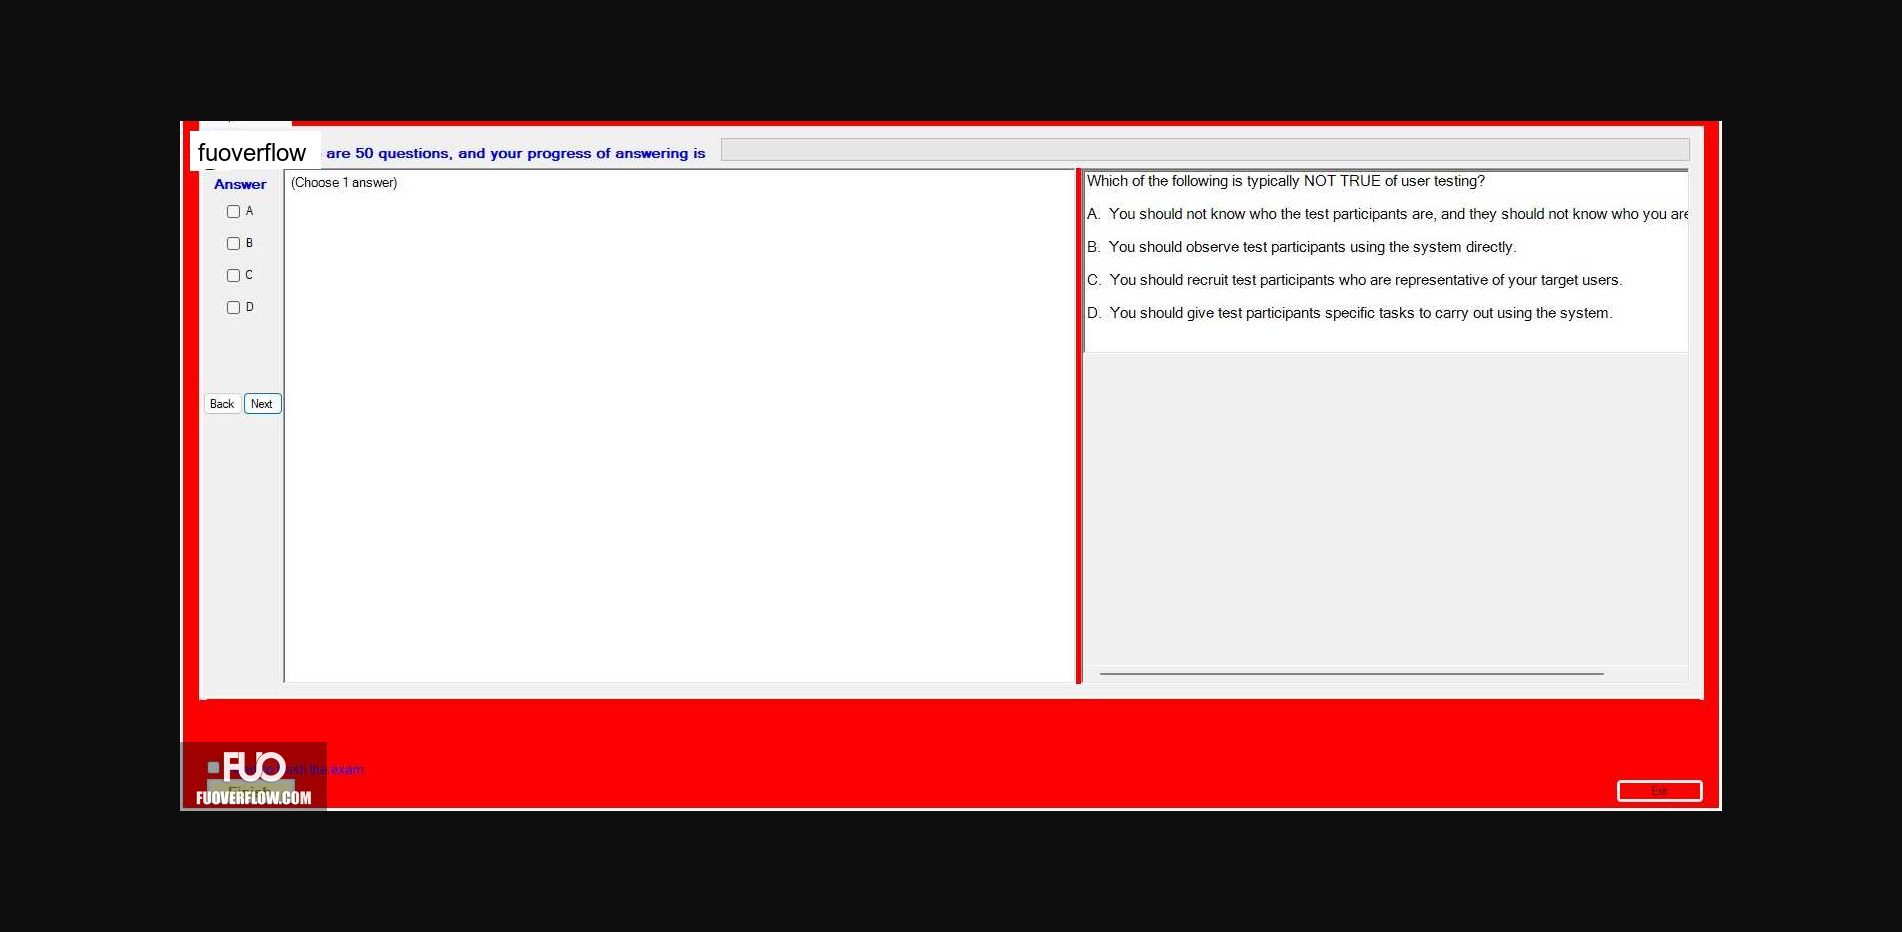 fuoverflow are 50 questions, and your progress of answering is
Answer
(Choose 1 answer)
A
B
C
D
Back Next
Which of the following is typically NOT TRUE of user testing?
A. You should not know who the test participants are, and they should not know who you are
B. You should observe test participants using the system directly.
C. You should recruit test participants who are representative of your target users.
D. You should give test participants specific tasks to carry out using the system.
FUO
the exam
FUOVERFLOW.COM
Exit